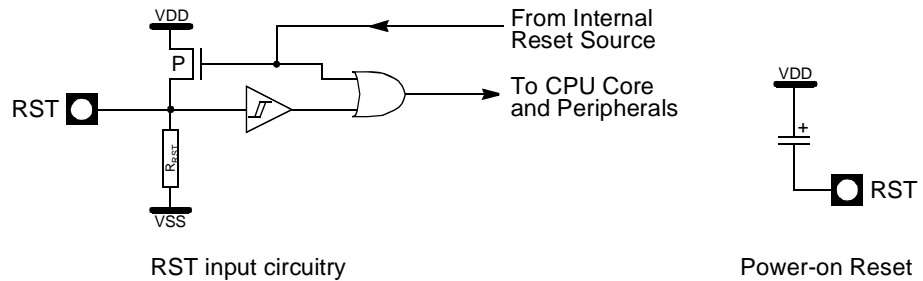 VDD
From Internal
Reset Source
P
To CPU Core
and Peripherals
RST
RRST
VSS
RST input circuitry
VDD
+
RST
Power-on Reset